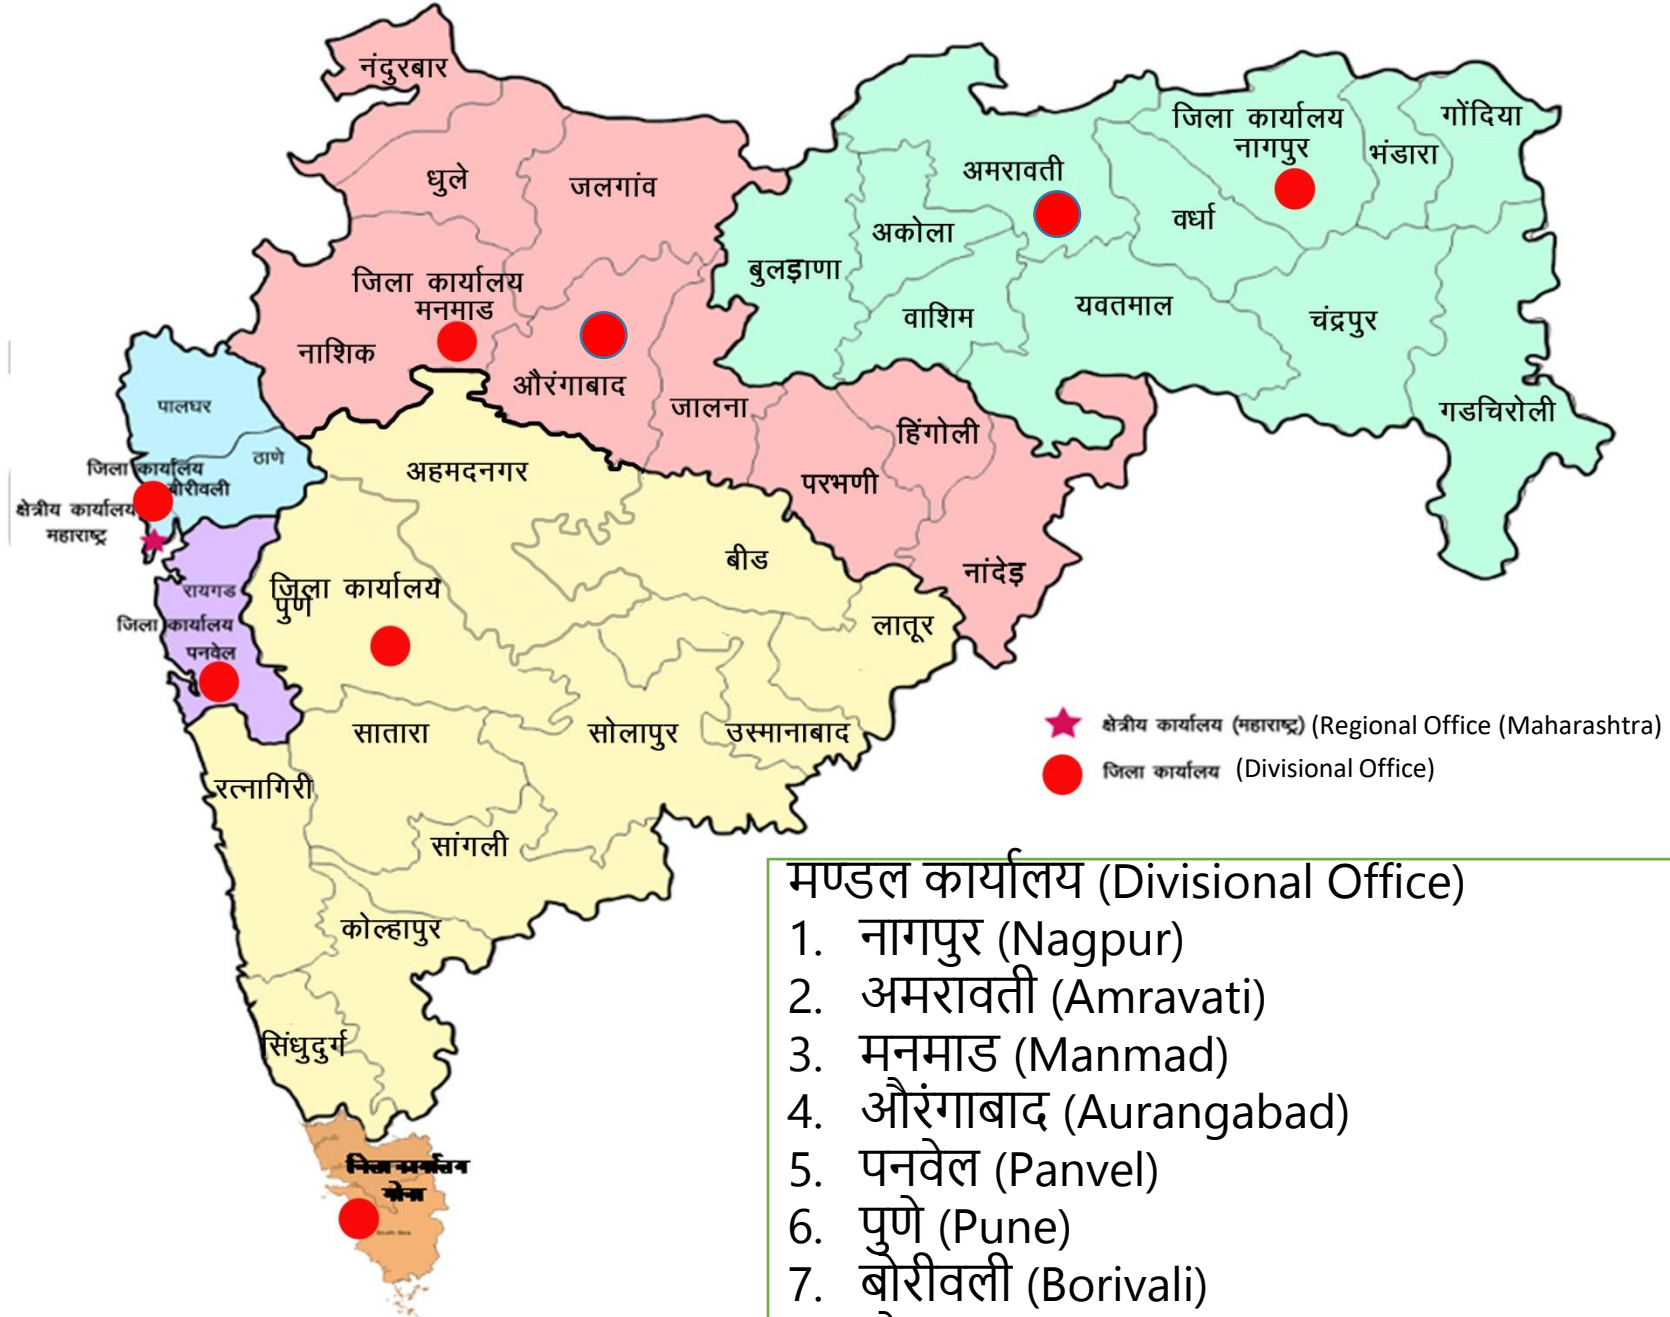 नंदुरबार
धुले
जलगांव
जिला कार्यालय
मनमाड
नाशिक
औरंगाबाद
जालना
परभणी
हिंगोली
नांदेड़
अमरावती
अकोला
बुलड़ाणा
वाशिम
यवतमाल
वर्धा
जिला कार्यालय
नागपुर
भंडारा
गोंदिया
चंद्रपुर
गडचिरोली
पालघर
ठाणे
जिला कार्यालय
बोरीवली
क्षेत्रीय कार्यालय
महाराष्ट्र
रायगड
जिला कार्यालय
पनवेल
अहमदनगर
जिला कार्यालय
पुणे
बीड
लातूर
सातारा
सोलापुर
उस्मानाबाद
रत्नागिरी
सांगली
कोल्हापुर
सिंधुदुर्ग
जिला कार्यालय
गोवा
South Goa
क्षेत्रीय कार्यालय (महाराष्ट्र) (Regional Office (Maharashtra)
जिला कार्यालय (Divisional Office)
मण्डल कार्यालय (Divisional Office)
1. नागपुर (Nagpur)
2. अमरावती (Amravati)
3. मनमाड (Manmad)
4. औरंगाबाद (Aurangabad)
5. पनवेल (Panvel)
6. पुणे (Pune)
7. बोरीवली (Borivali)